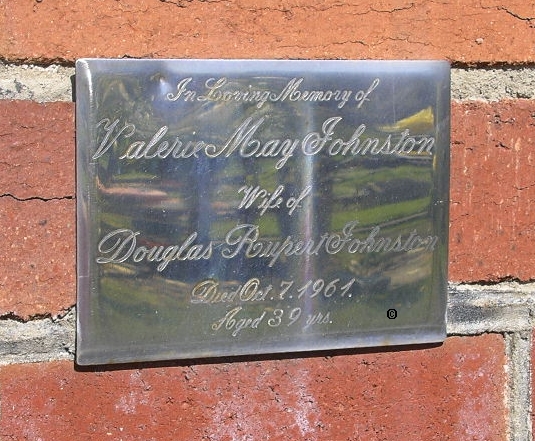 In Loving Memory of
Valerie May Johnston
Wife of
Douglas Rupert Johnston
Died Oct. 7. 1961.
Aged 39 yrs.
©